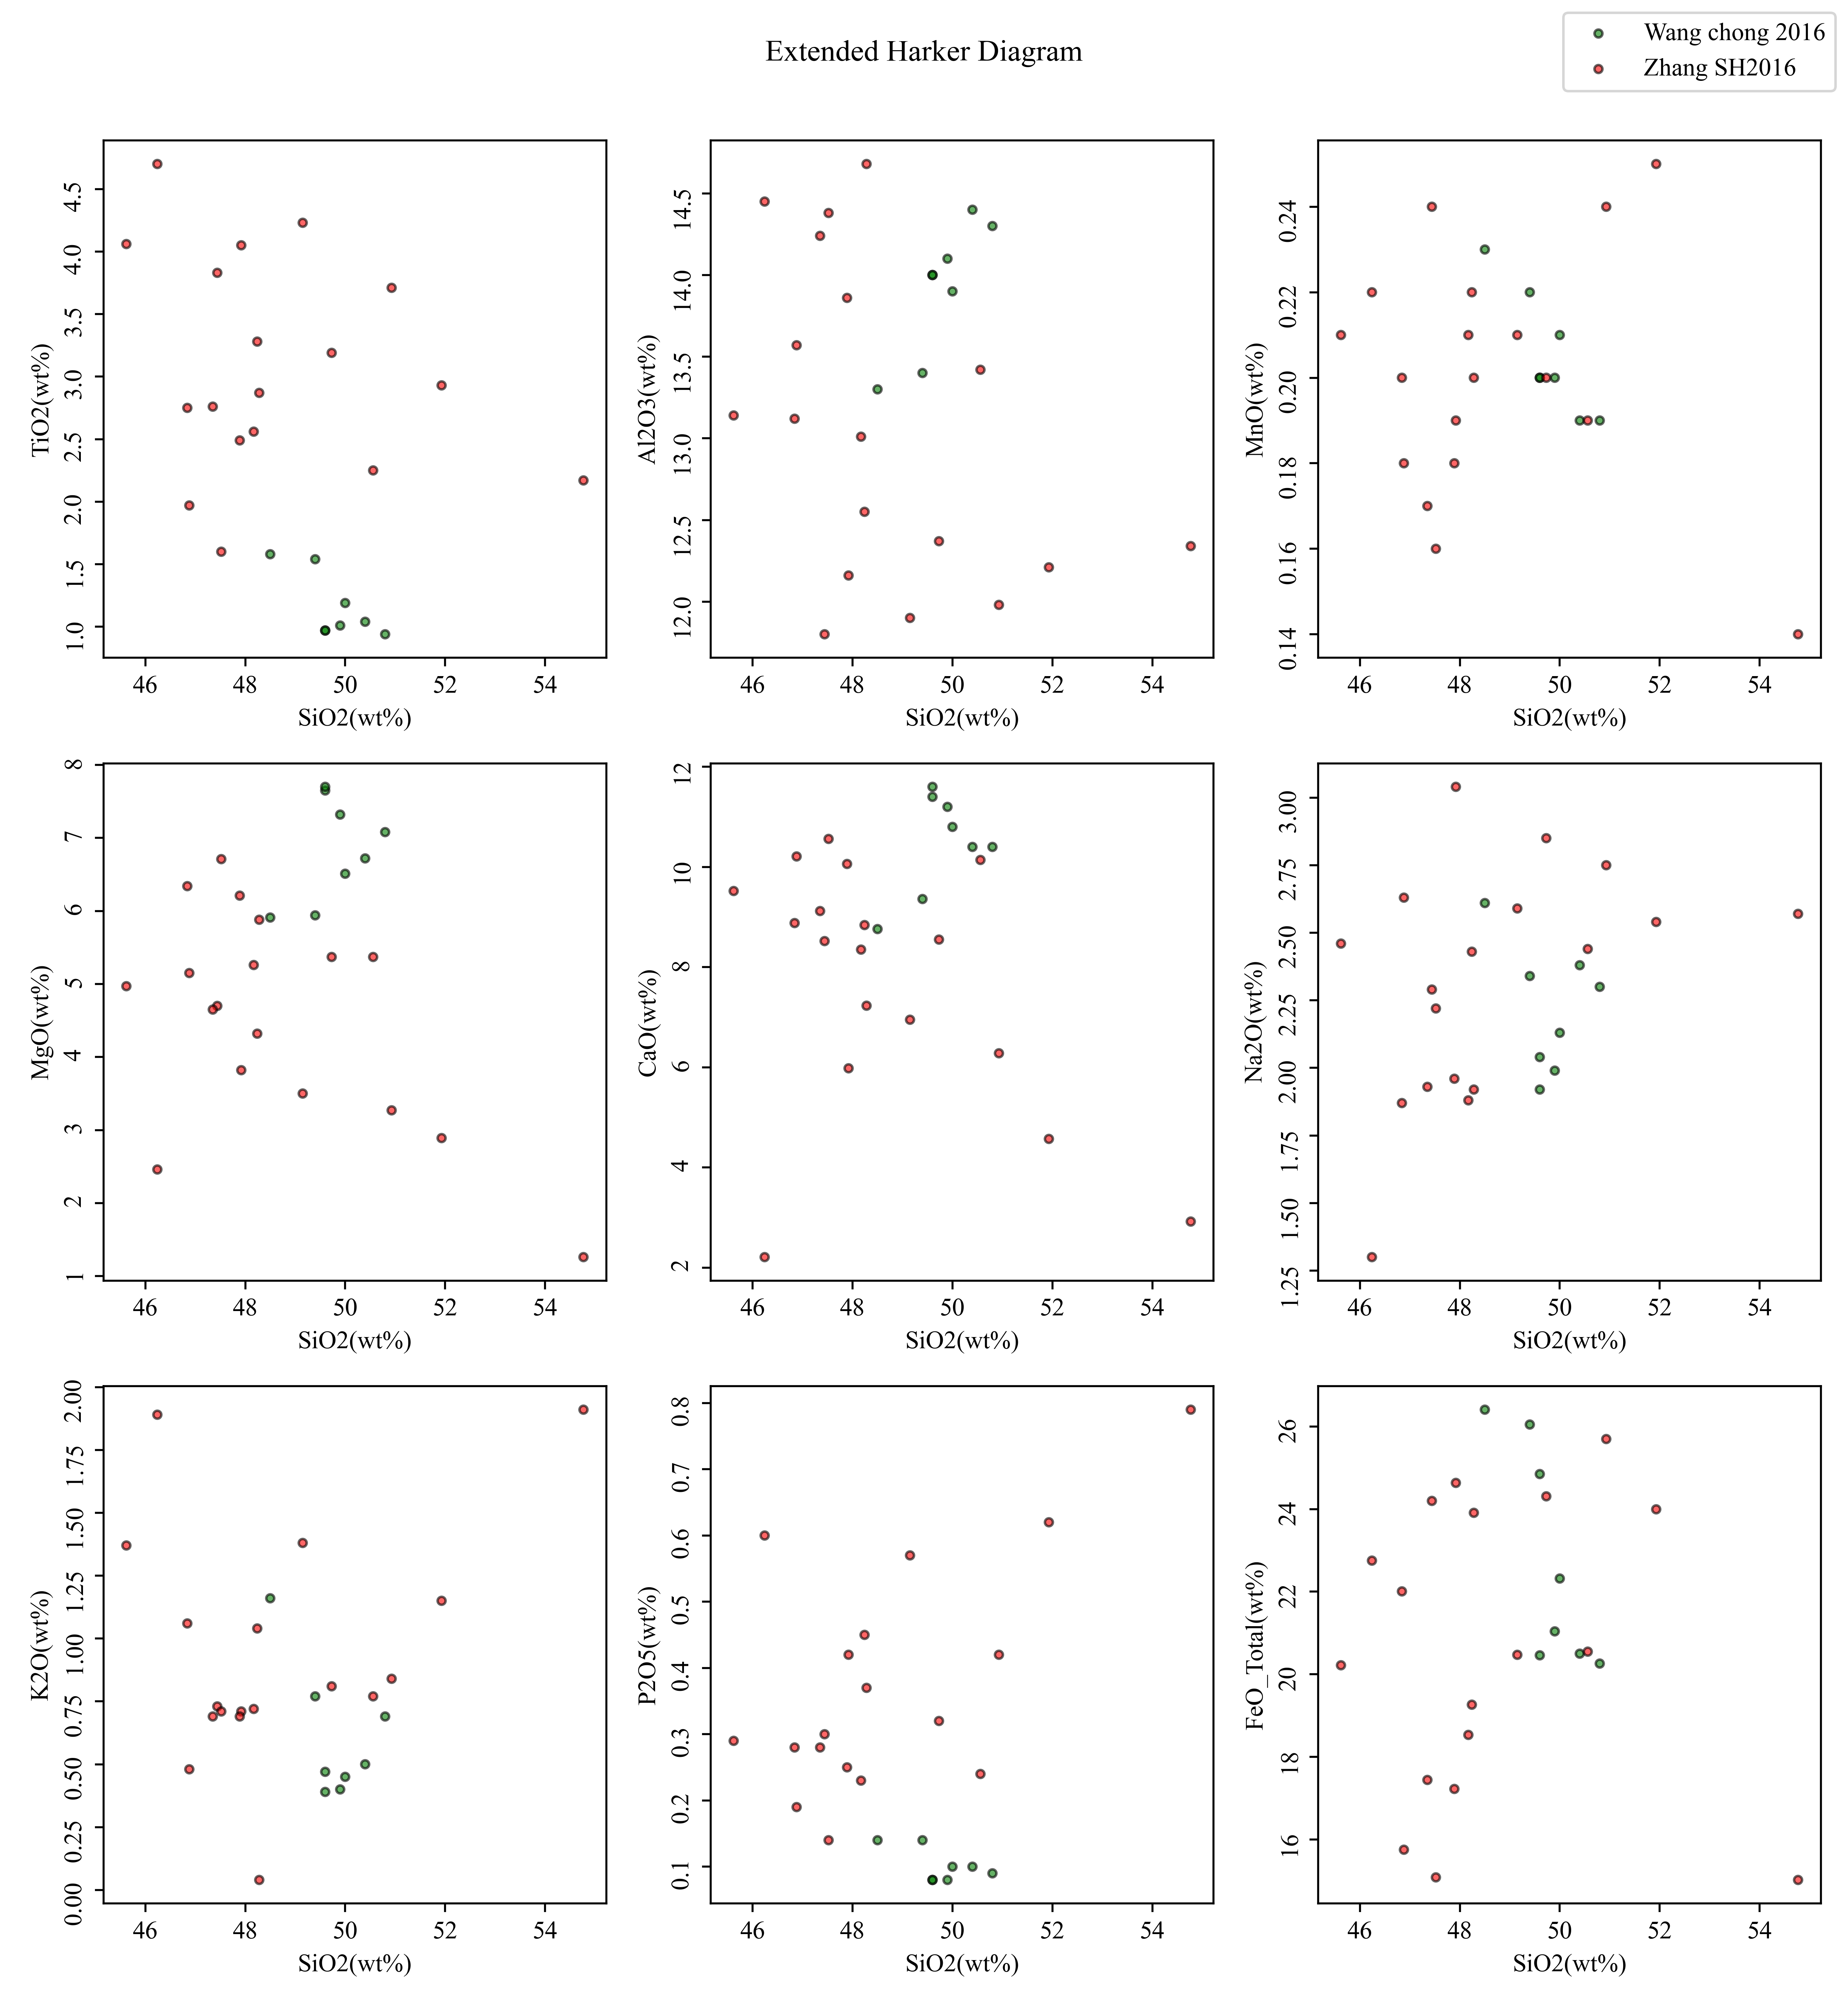 Extended Harker Diagram
Wang chong 2016
Zhang SH2016
TiO2(wt%)
4.5
4.0
3.5
3.0
2.5
2.0
1.5
1.0
46 48 50 52 54
SiO2(wt%)
Al2O3(wt%)
14.5
14.0
13.5
13.0
12.5
12.0
46 48 50 52 54
SiO2(wt%)
MnO(wt%)
0.24
0.22
0.20
0.18
0.16
0.14
46 48 50 52 54
SiO2(wt%)
MgO(wt%)
8
7
6
5
4
3
2
1
46 48 50 52 54
SiO2(wt%)
CaO(wt%)
12
10
8
6
4
2
46 48 50 52 54
SiO2(wt%)
Na2O(wt%)
3.00
2.75
2.50
2.25
2.00
1.75
1.50
1.25
46 48 50 52 54
SiO2(wt%)
K2O(wt%)
2.00
1.75
1.50
1.25
1.00
0.75
0.50
0.25
0.00
46 48 50 52 54
SiO2(wt%)
P2O5(wt%)
0.8
0.7
0.6
0.5
0.4
0.3
0.2
0.1
46 48 50 52 54
SiO2(wt%)
FeO_Total(wt%)
26
24
22
20
18
16
46 48 50 52 54
SiO2(wt%)